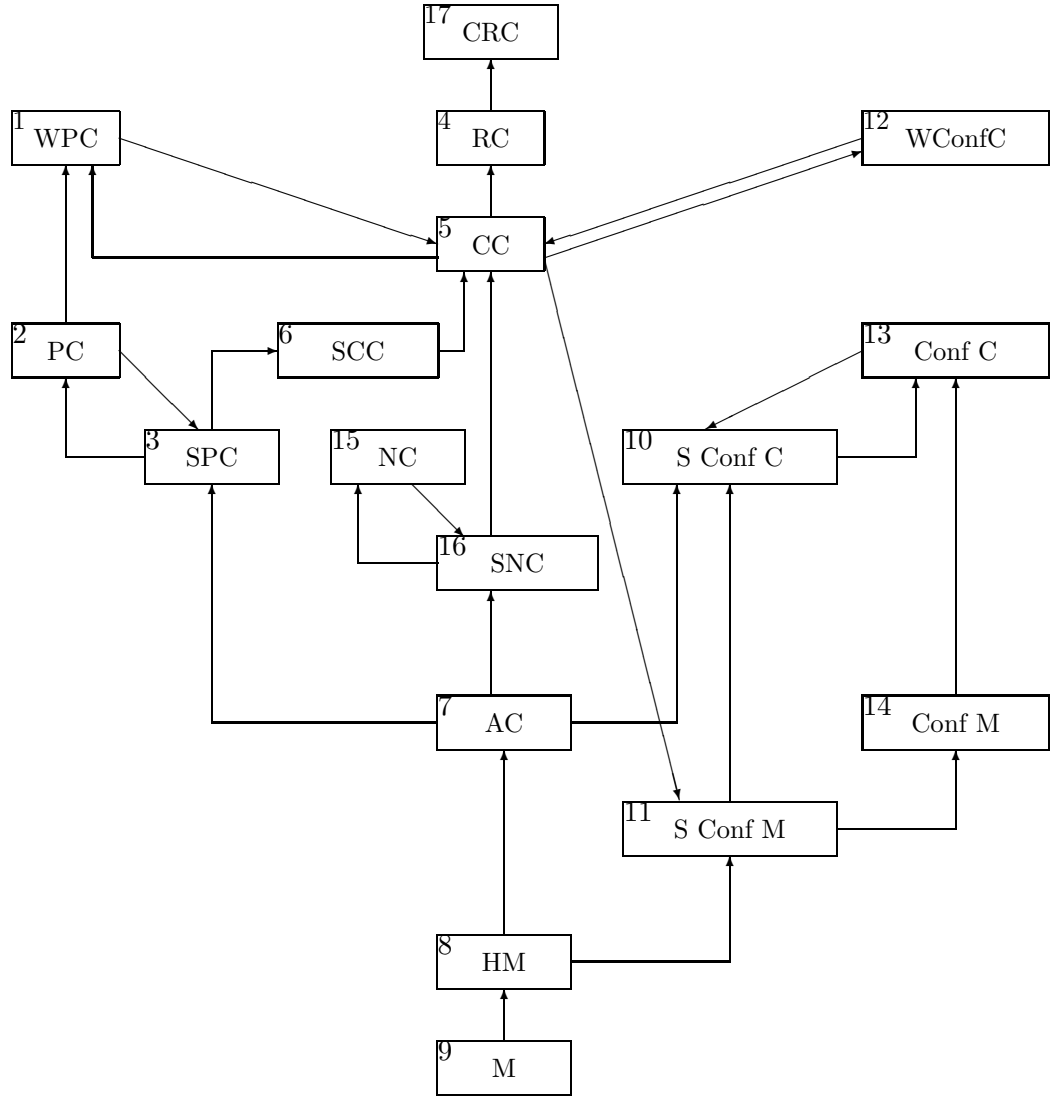 17 CRC
1 WPC
4 RC
12 WConfC
5 CC
2 PC
6 SCC
13 Conf C
3 SPC
15 NC
10 S Conf C
16 SNC
7 AC
14 Conf M
11 S Conf M
8 HM
9 M